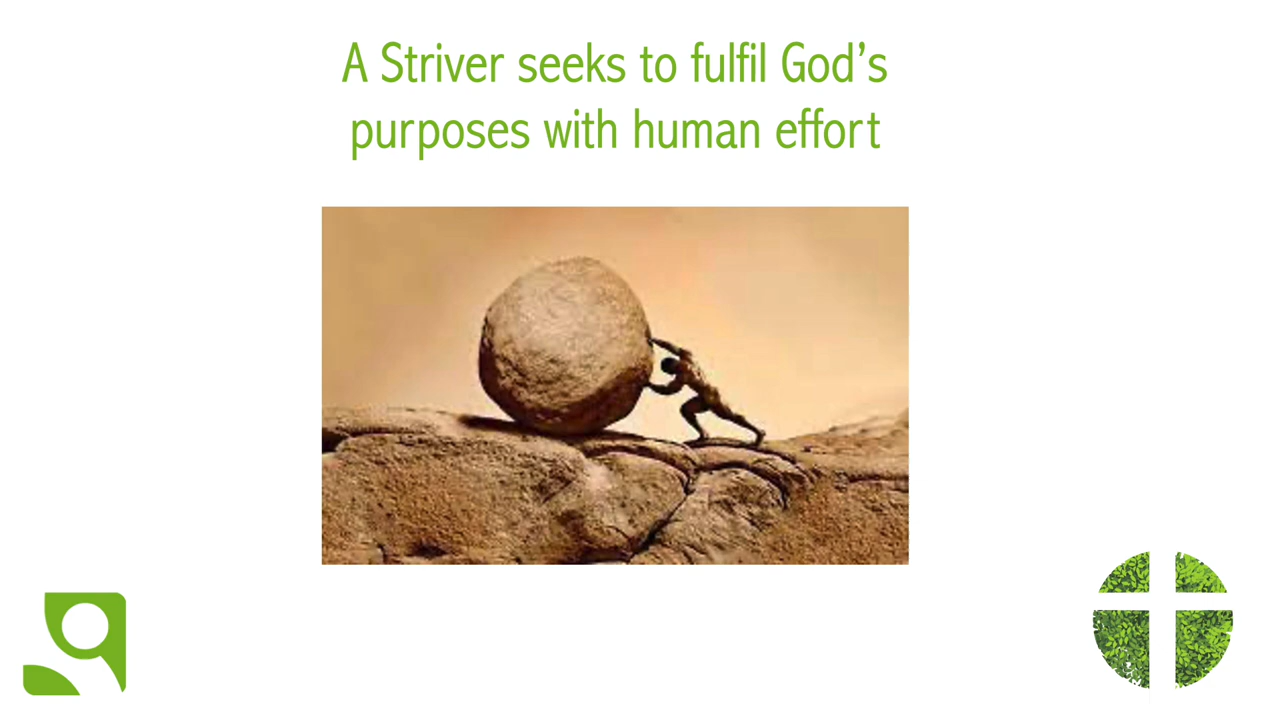 A Striver seeks to fulfil God’s
purposes with human effort